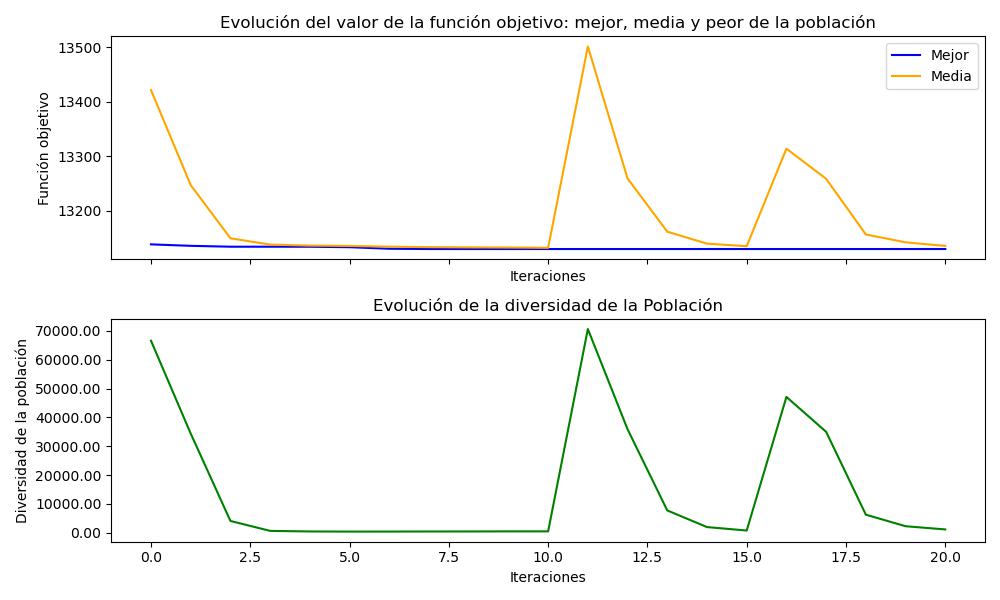 Evolución del valor de la función objetivo: mejor, media y peor de la población
13500
13400
13300
13200
Función objetivo
Mejor
Media
Iteraciones
Evolución de la diversidad de la Población
70000.00
60000.00
50000.00
40000.00
30000.00
20000.00
10000.00
0.00
Diversidad de la población
0.0 2.5 5.0 7.5 10.0 12.5 15.0 17.5 20.0
Iteraciones